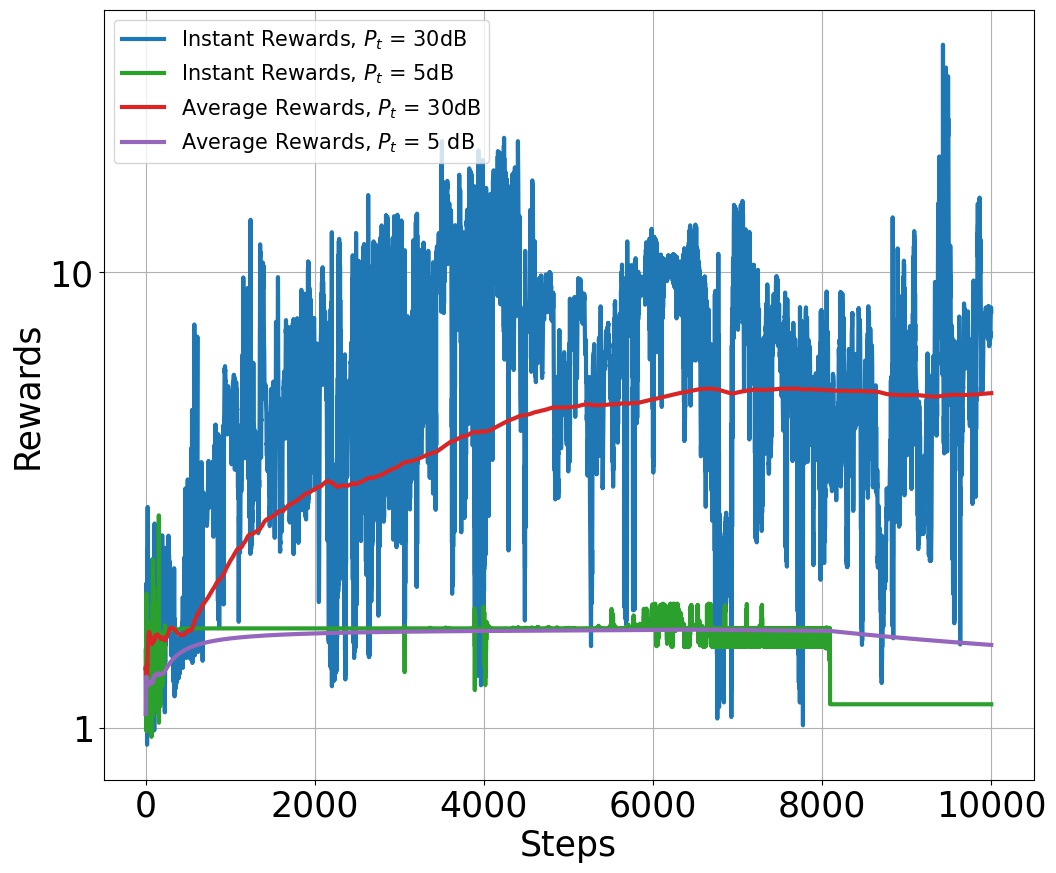 Instant Rewards, P_t = 30dB
Instant Rewards, P_t = 5dB
Average Rewards, P_t = 30dB
Average Rewards, P_t = 5 dB
Rewards
10
1
0 2000 4000 6000 8000 10000
Steps